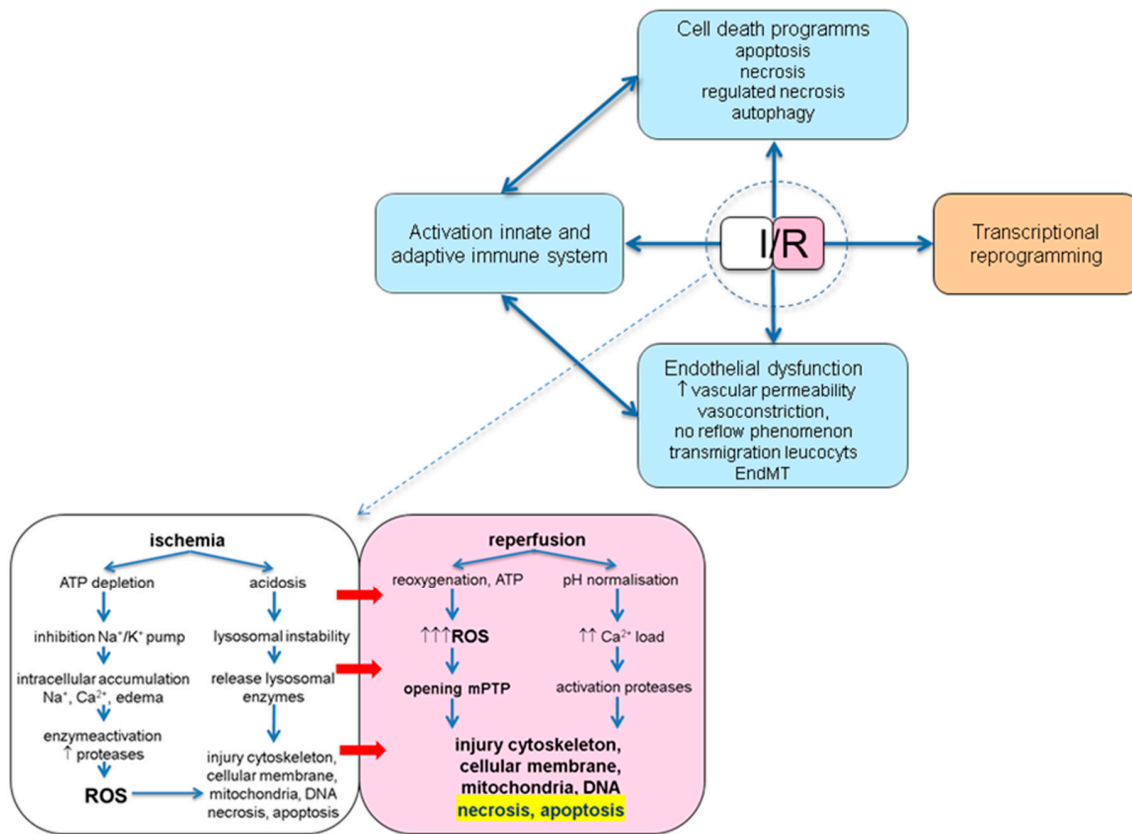 Cell death programms
apoptosis
necrosis
regulated necrosis
autophagy
Activation innate and
adaptive immune system
I/R
Transcriptional
reprogramming
Endothelial dysfunction
↑ vascular permeability
vasoconstriction,
no reflow phenomenon
transmigration leucocyts
EndMT
ischemia
ATP depletion
inhibition Na⁺/K⁺ pump
intracellular accumulation
Na⁺, Ca²⁺, edema
enzymeactivation
↑ proteases
ROS
acidosis
lysosomal instability
release lysosomal
enzymes
injury cytoskeleton,
cellular membrane,
mitochondria, DNA
necrosis, apoptosis
reperfusion
reoxygenation, ATP
↑↑↑ROS
opening mPTP
pH normalisation
↑↑ Ca²⁺ load
activation proteases
injury cytoskeleton,
cellular membrane,
mitochondria, DNA
necrosis, apoptosis